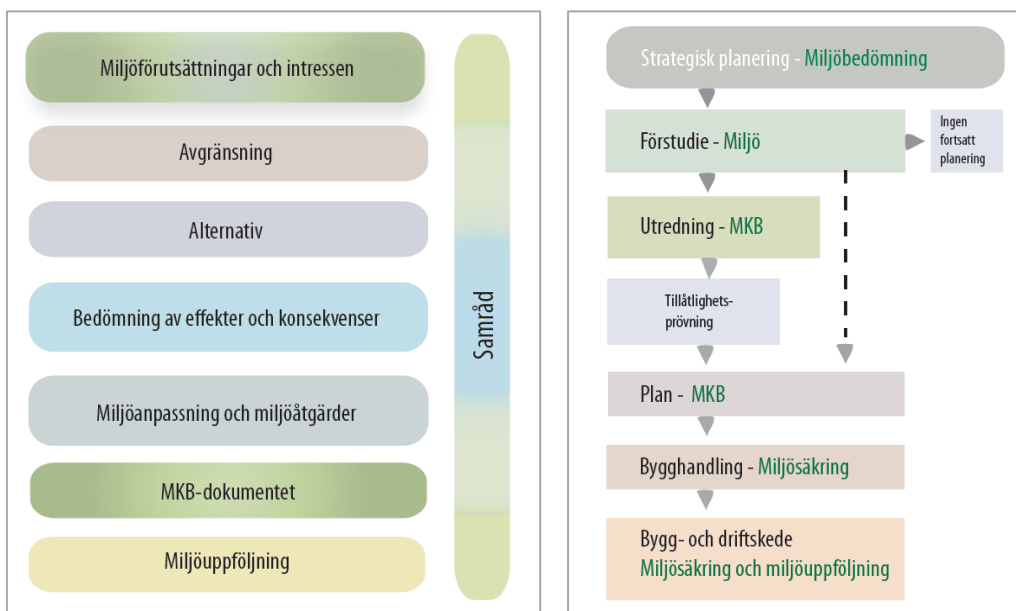 Miljöförutsättningar och intressen
Avgränsning
Alternativ
Bedömning av effekter och konsekvenser
Miljöanpassning och miljöåtgärder
MKB-dokumentet
Miljöuppföljning
Samråd
Strategisk planering - Miljöbedömning
Förstudie - Miljö
Ingen
fortsatt
planering
Utredning - MKB
Tillåtlighets-
prövning
Plan - MKB
Bygghandling - Miljösäkring
Bygg- och driftskede
Miljösäkring och miljöuppföljning